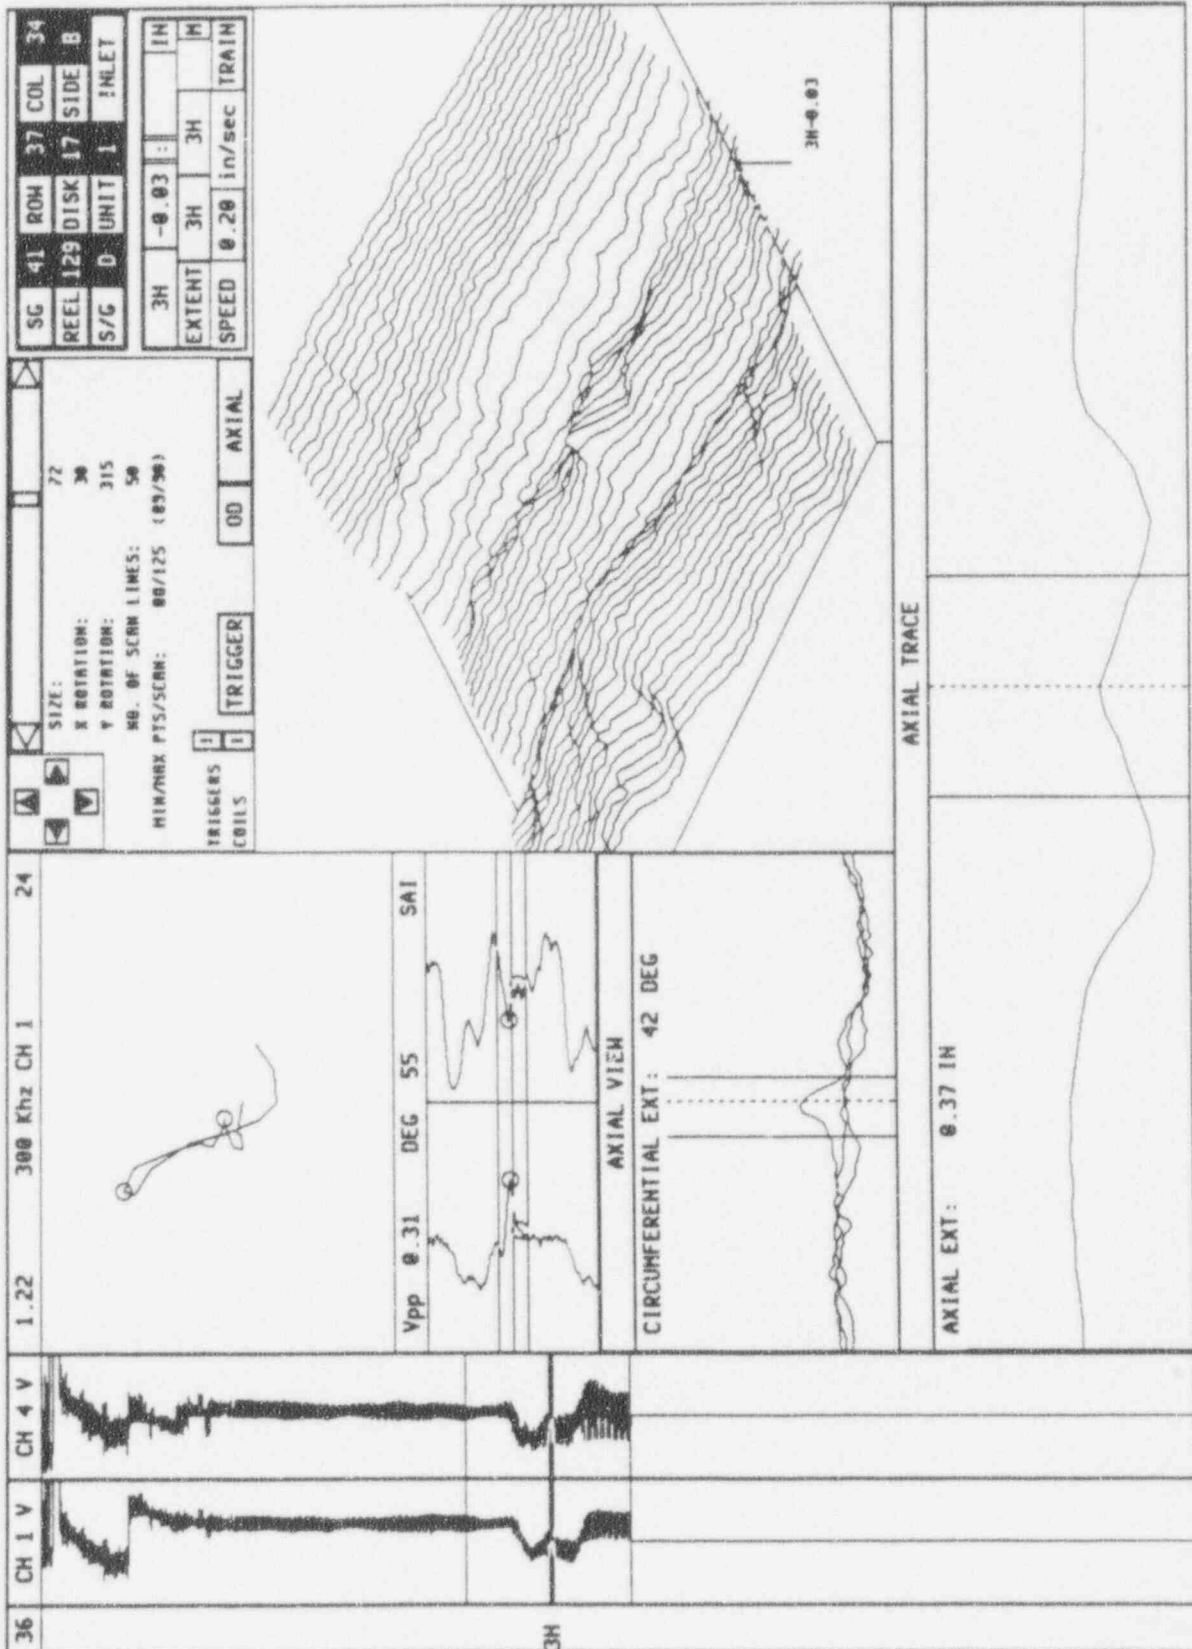 36 CH 1 V CH 4 V 1.22 300 Khz CH 1 24
3H
Vpp 0.31 DEG 55 SAI
AXIAL VIEW
CIRCUMFERENTIAL EXT: 42 DEG
SIZE: 72
X ROTATION: 30
Y ROTATION: 315
NO. OF SCAN LINES: 50
MIN/MAX PTS/SCAN: 80/125 (89/90)
TRIGGERS 1
COILS 1 TRIGGER OD AXIAL
SG 41 ROW 37 COL 34
REEL 129 DISK 17 SIDE B
S/G D UNIT 1 INLET
3H -0.03 : IN
EXTENT 3H 3H M
SPEED 0.20 in/sec TRAIN
3H-0.03
AXIAL TRACE
AXIAL EXT: 0.37 IN